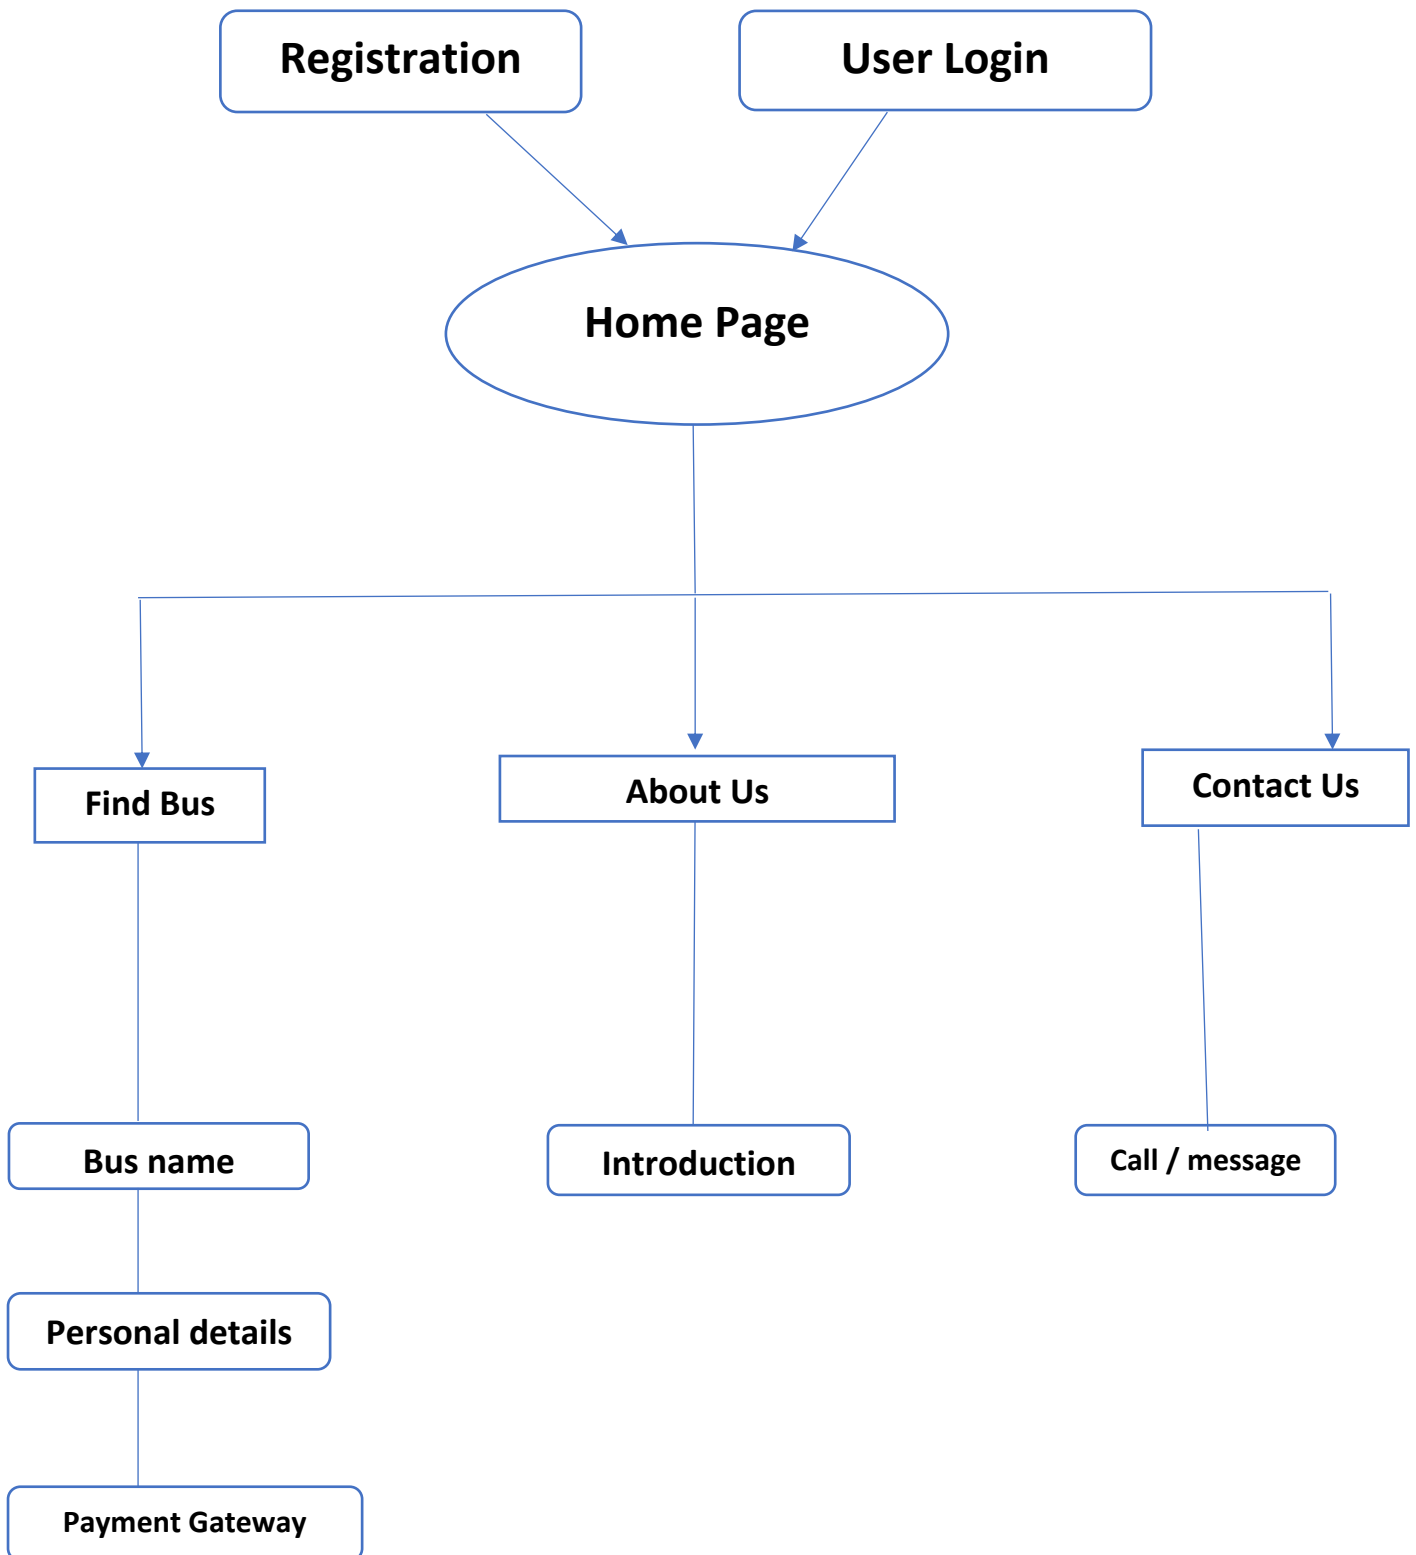 Registration
User Login
Home Page
Find Bus
About Us
Contact Us
Bus name
Introduction
Call / message
Personal details
Payment Gateway